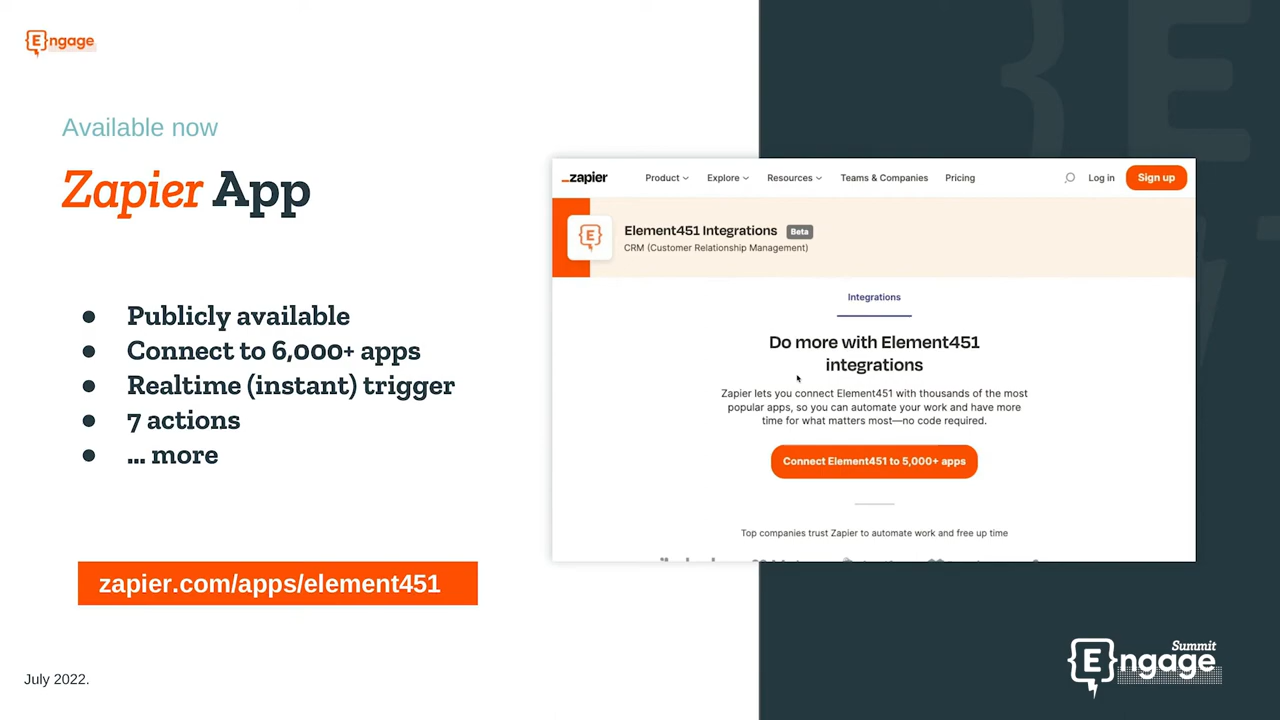 Engage
Available now
Zapier App
● Publicly available
● Connect to 6,000+ apps
● Realtime (instant) trigger
● 7 actions
● ... more
zapier.com/apps/element451
July 2022.
_zapier Product Explore Resources Teams & Companies Pricing Log in Sign up
E
Element451 Integrations Beta
CRM (Customer Relationship Management)
Integrations
Do more with Element451
integrations
Zapier lets you connect Element451 with thousands of the most
popular apps, so you can automate your work and have more
time for what matters most—no code required.
Connect Element451 to 5,000+ apps
Top companies trust Zapier to automate work and free up time
Summit
Engage